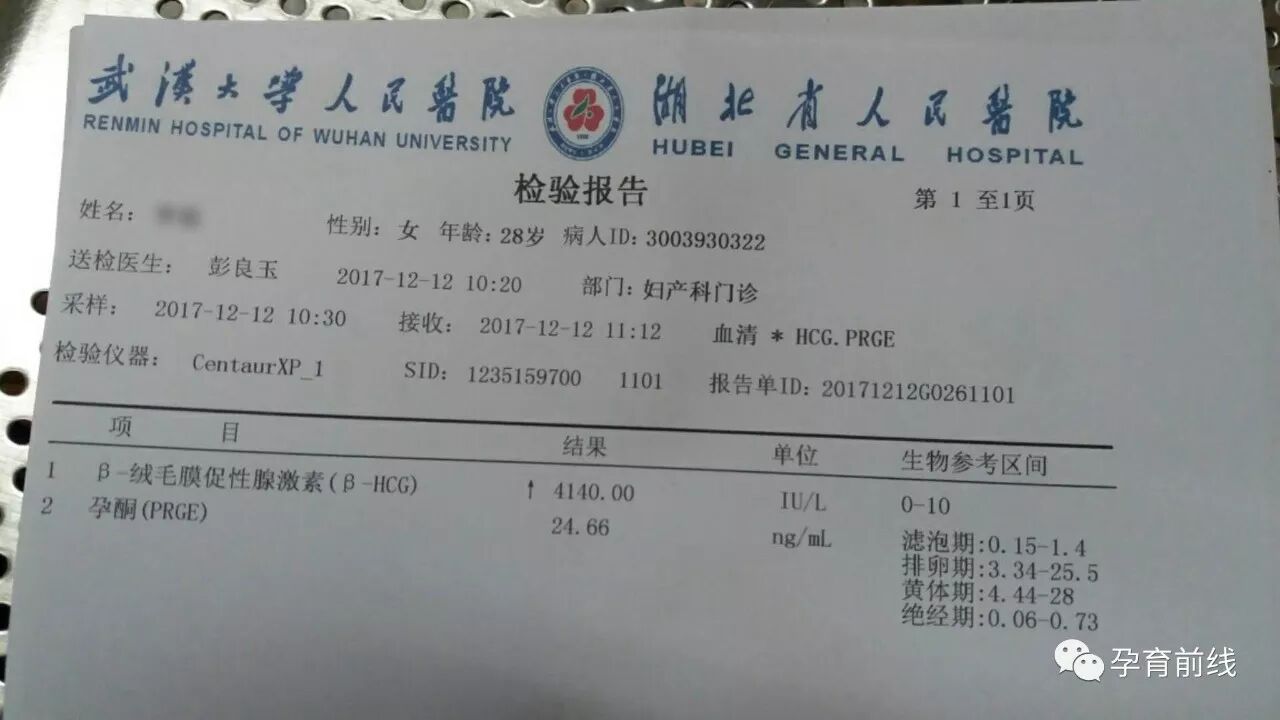 武漢大学人民醫院 湖北省人民醫院
RENMIN HOSPITAL OF WUHAN UNIVERSITY HUBEI GENERAL HOSPITAL
检验报告
第 1 至1页
姓名: 性别: 女 年龄: 28岁 病人ID: 3003930322
送检医生: 彭良玉 2017-12-12 10:20 部门: 妇产科门诊
采样: 2017-12-12 10:30 接收: 2017-12-12 11:12 血清 * HCG.PRGE
检验仪器: CentaurXP_1 SID: 1235159700 1101 报告单ID: 20171212G0261101
项 目 结果 单位 生物参考区间
1 β-绒毛膜促性腺激素(β-HCG) ↑ 4140.00 IU/L 0-10
2 孕酮(PRGE) 24.66 ng/mL 滤泡期:0.15-1.4
排卵期:3.34-25.5
黄体期:4.44-28
绝经期:0.06-0.73
孕育前线